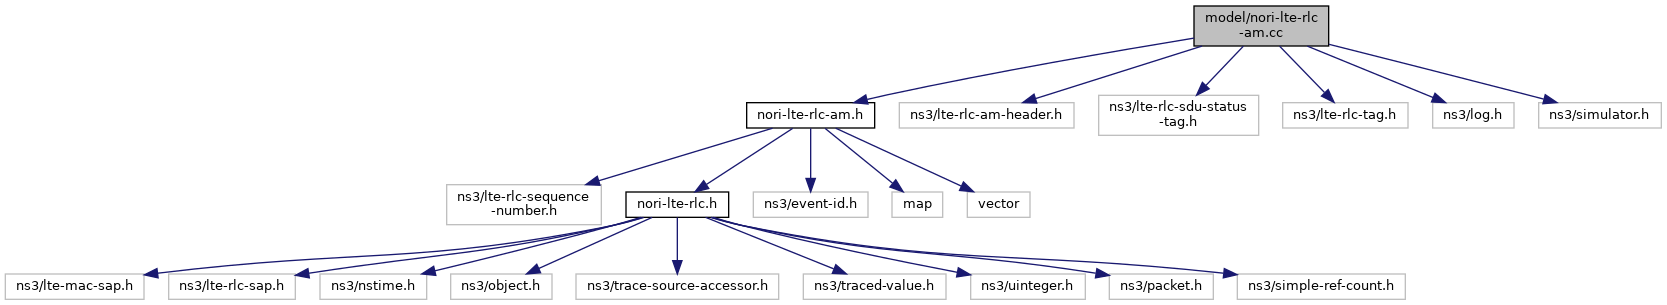 model/nori-lte-rlc
-am.cc
nori-lte-rlc-am.h
ns3/lte-rlc-am-header.h
ns3/lte-rlc-sdu-status
-tag.h
ns3/lte-rlc-tag.h
ns3/log.h
ns3/simulator.h
ns3/lte-rlc-sequence
-number.h
nori-lte-rlc.h
ns3/event-id.h
map
vector
ns3/lte-mac-sap.h
ns3/lte-rlc-sap.h
ns3/nstime.h
ns3/object.h
ns3/trace-source-accessor.h
ns3/traced-value.h
ns3/uinteger.h
ns3/packet.h
ns3/simple-ref-count.h